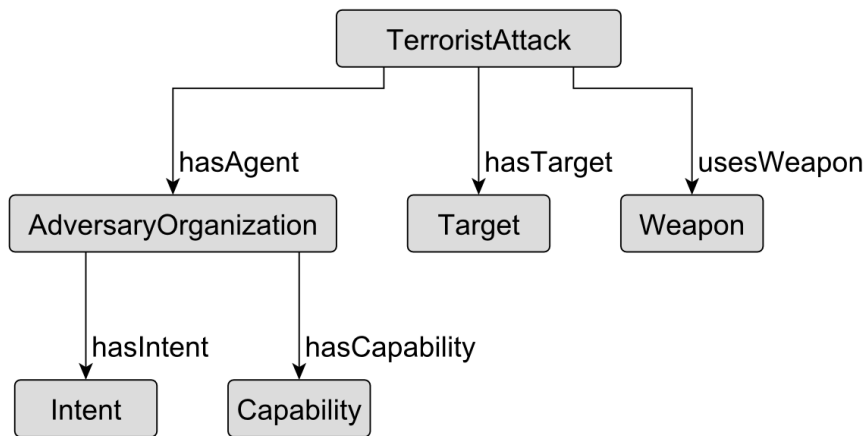 TerroristAttack
hasAgent
hasTarget
usesWeapon
AdversaryOrganization
Target
Weapon
hasIntent
hasCapability
Intent
Capability